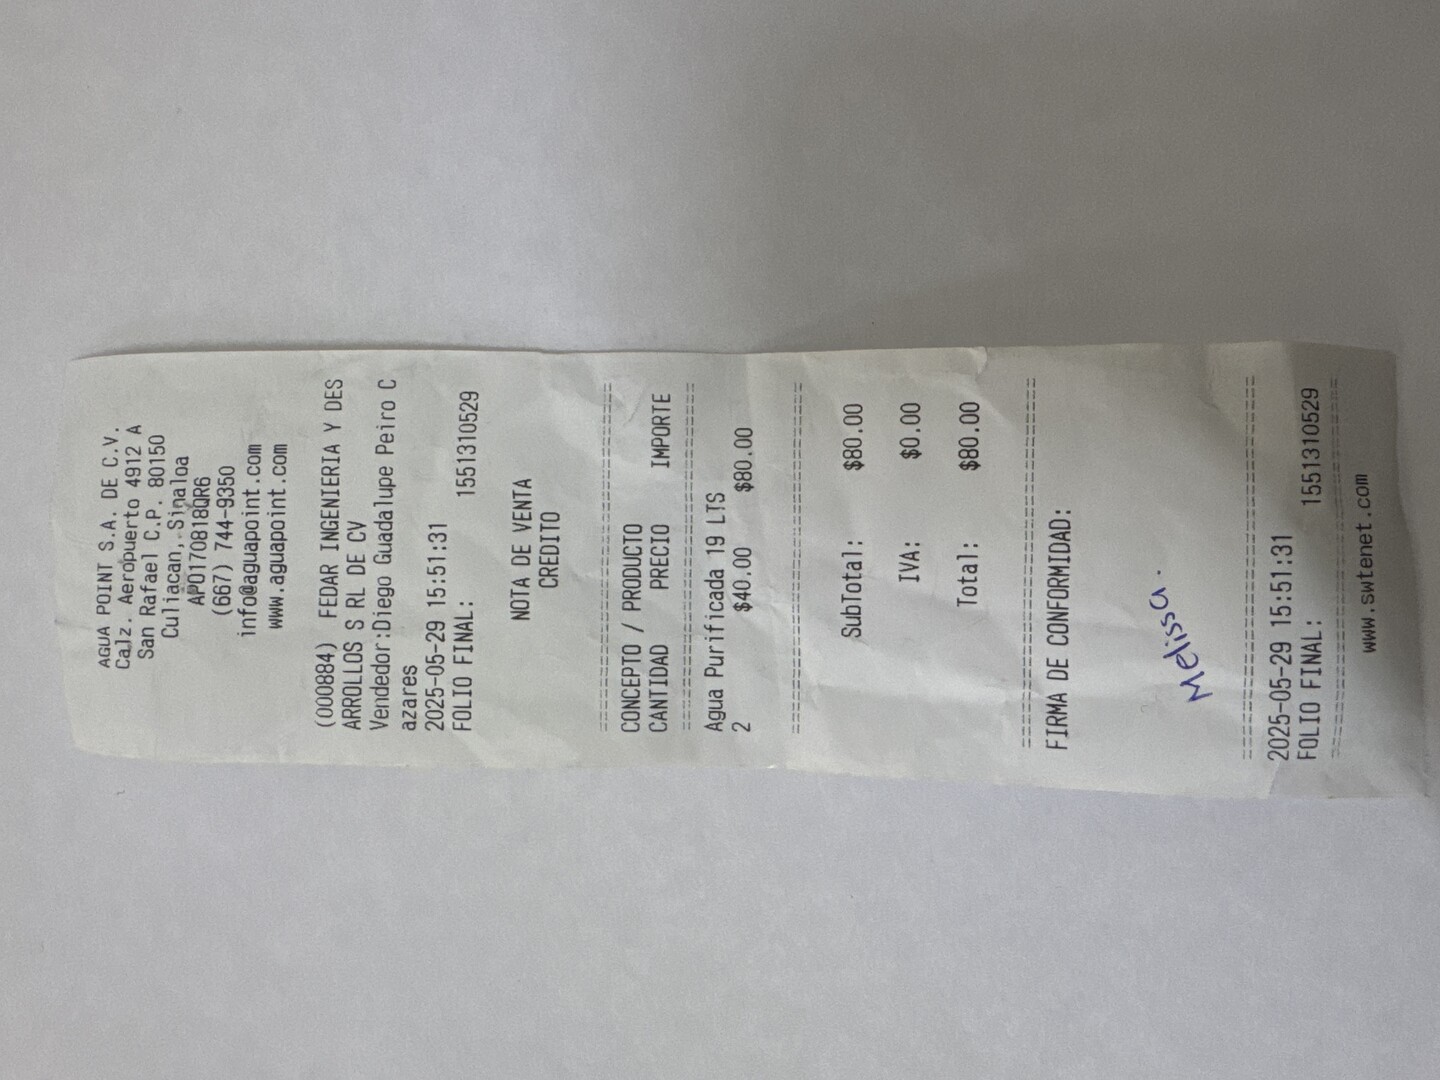 AGUA POINT S.A. DE C.V.
Calz. Aeropuerto 4912 A
San Rafael C.P. 80150
Culiacan, Sinaloa
APO170818QR6
(667) 744-9350
info@aguapoint.com
www.aguapoint.com
(000884) FEDAR INGENIERIA Y DES
ARROLLOS S RL DE CV
Vendedor:Diego Guadalupe Peiro C
azares
2025-05-29 15:51:31
FOLIO FINAL: 1551310529
NOTA DE VENTA
CREDITO
================================
CONCEPTO / PRODUCTO
CANTIDAD PRECIO IMPORTE
================================
Agua Purificada 19 LTS
2 $40.00 $80.00
================================
SubTotal: $80.00
IVA: $0.00
Total: $80.00
================================
FIRMA DE CONFORMIDAD:
Melissa.
================================
2025-05-29 15:51:31
FOLIO FINAL: 1551310529
================================
www.swtenet.com